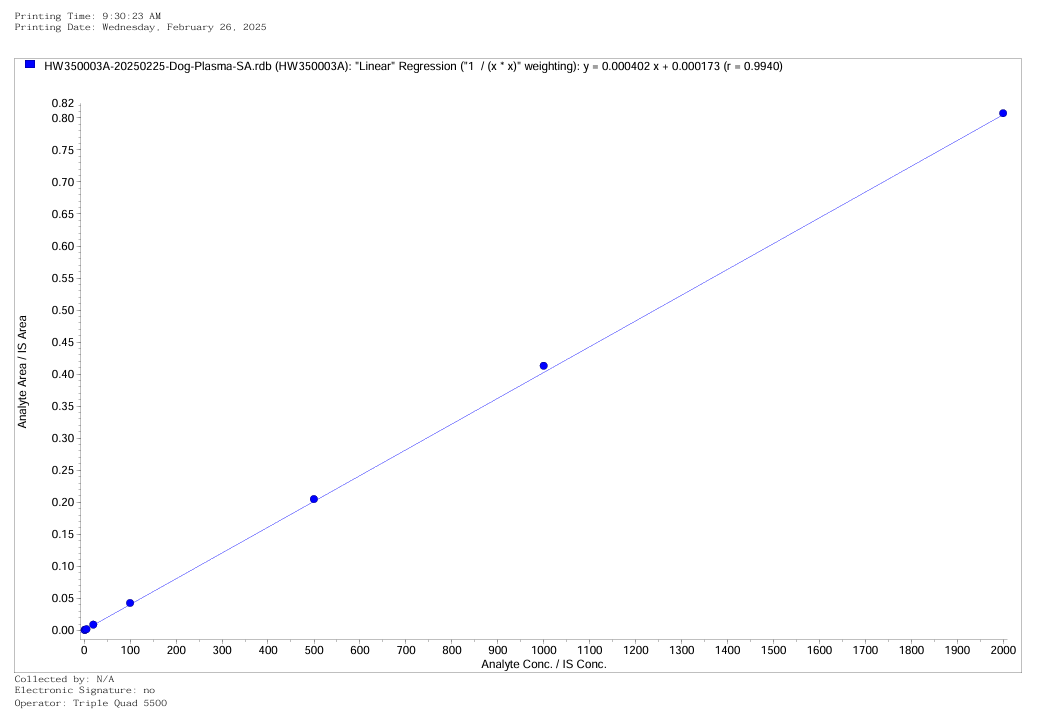 Printing Time: 9:30:23 AM
Printing Date: Wednesday, February 26, 2025
HW350003A-20250225-Dog-Plasma-SA.rdb (HW350003A): "Linear" Regression ("1 / (x * x)" weighting): y = 0.000402 x + 0.000173 (r = 0.9940)
0.82
0.80
0.75
0.70
0.65
0.60
0.55
0.50
0.45
0.40
0.35
0.30
0.25
0.20
0.15
0.10
0.05
0.00
Analyte Area / IS Area
0 100 200 300 400 500 600 700 800 900 1000 1100 1200 1300 1400 1500 1600 1700 1800 1900 2000
Analyte Conc. / IS Conc.
Collected by: N/A
Electronic Signature: no
Operator: Triple Quad 5500